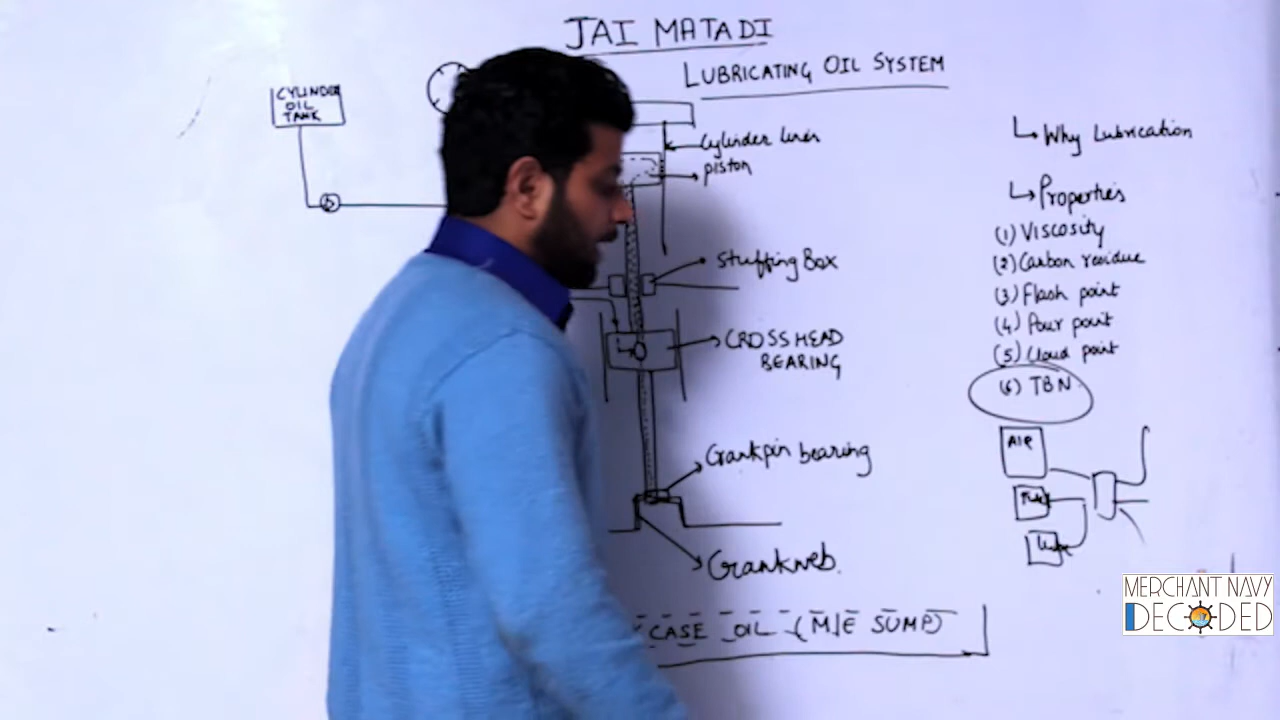 JAI MATADI
LUBRICATING OIL SYSTEM
CYLINDER
OIL
TANK
Cylinder liner
piston
Stuffing Box
CROSSHEAD
BEARING
Crankpin bearing
Crankweb.
CASE OIL (M/E SUMP)
Why Lubrication
Properties
(1) Viscosity
(2) Carbon residue
(3) Flash point
(4) Pour point
(5) Cloud point
(6) TBN
AIR
MERCHANT NAVY
DECODED